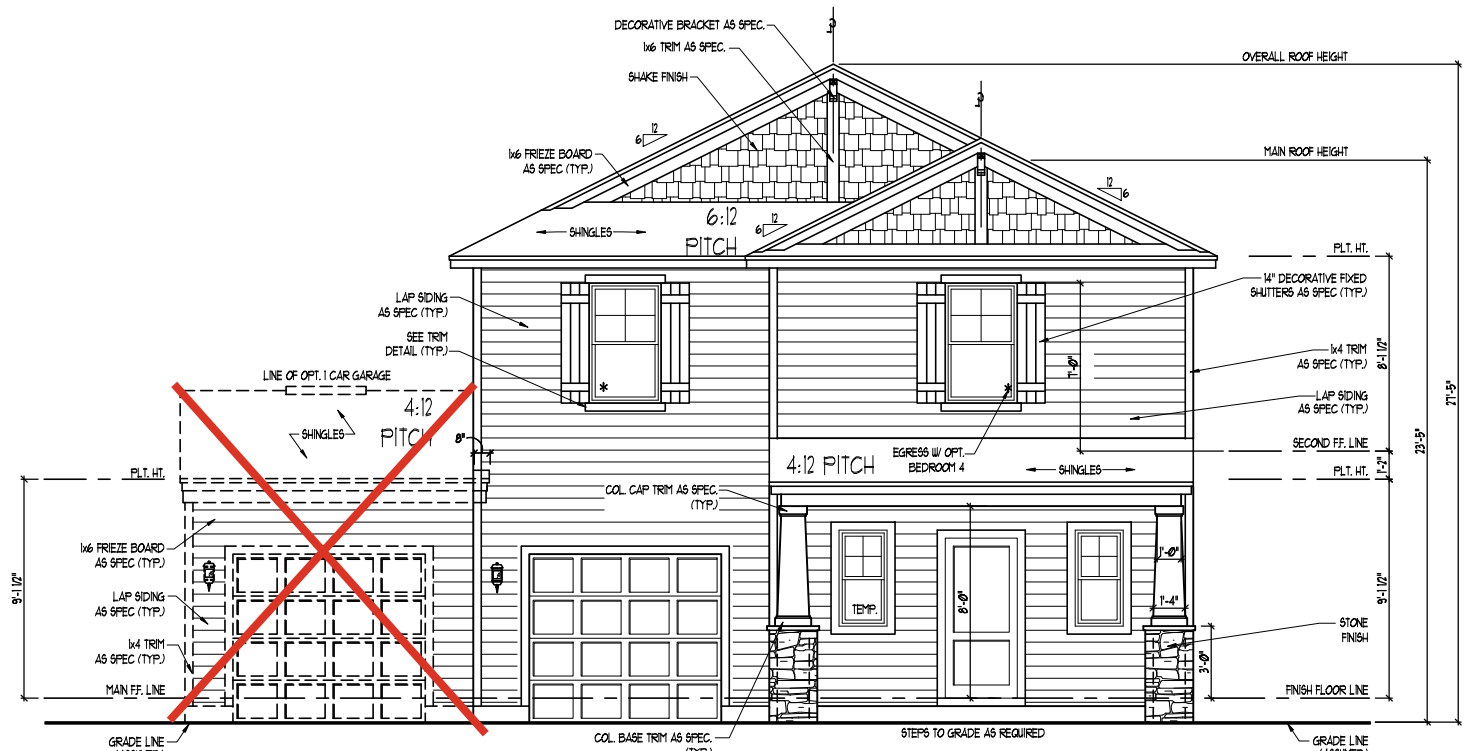 DECORATIVE BRACKET AS SPEC.
1x6 TRIM AS SPEC.
SHAKE FINISH
OVERALL ROOF HEIGHT
12
6
1x6 FRIEZE BOARD
AS SPEC (TYP.)
MAIN ROOF HEIGHT
12
6
6:12
PITCH
SHINGLES
12
6
PLT. HT.
14" DECORATIVE FIXED
SHUTTERS AS SPEC (TYP.)
LAP SIDING
AS SPEC (TYP.)
SEE TRIM
DETAIL (TYP.)
7'-0"
8'-1 1/2"
1x4 TRIM
AS SPEC (TYP.)
LAP SIDING
AS SPEC (TYP.)
27'-5"
23'-5"
LINE OF OPT. 1 CAR GARAGE
4:12
PITCH
SHINGLES
8"
*
*
EGRESS W/ OPT.
BEDROOM 4
SECOND F.F. LINE
4:12 PITCH
SHINGLES
PLT. HT.
1'-2"
PLT. HT.
COL. CAP TRIM AS SPEC.
(TYP.)
1x6 FRIEZE BOARD
AS SPEC (TYP.)
9'-1 1/2"
LAP SIDING
AS SPEC (TYP.)
1x4 TRIM
AS SPEC (TYP.)
MAIN F.F. LINE
TEMP.
8'-0"
1'-0"
1'-4"
9'-1 1/2"
STONE
FINISH
3'-0"
FINISH FLOOR LINE
GRADE LINE
COL. BASE TRIM AS SPEC.
(TYP.)
STEPS TO GRADE AS REQUIRED
GRADE LINE